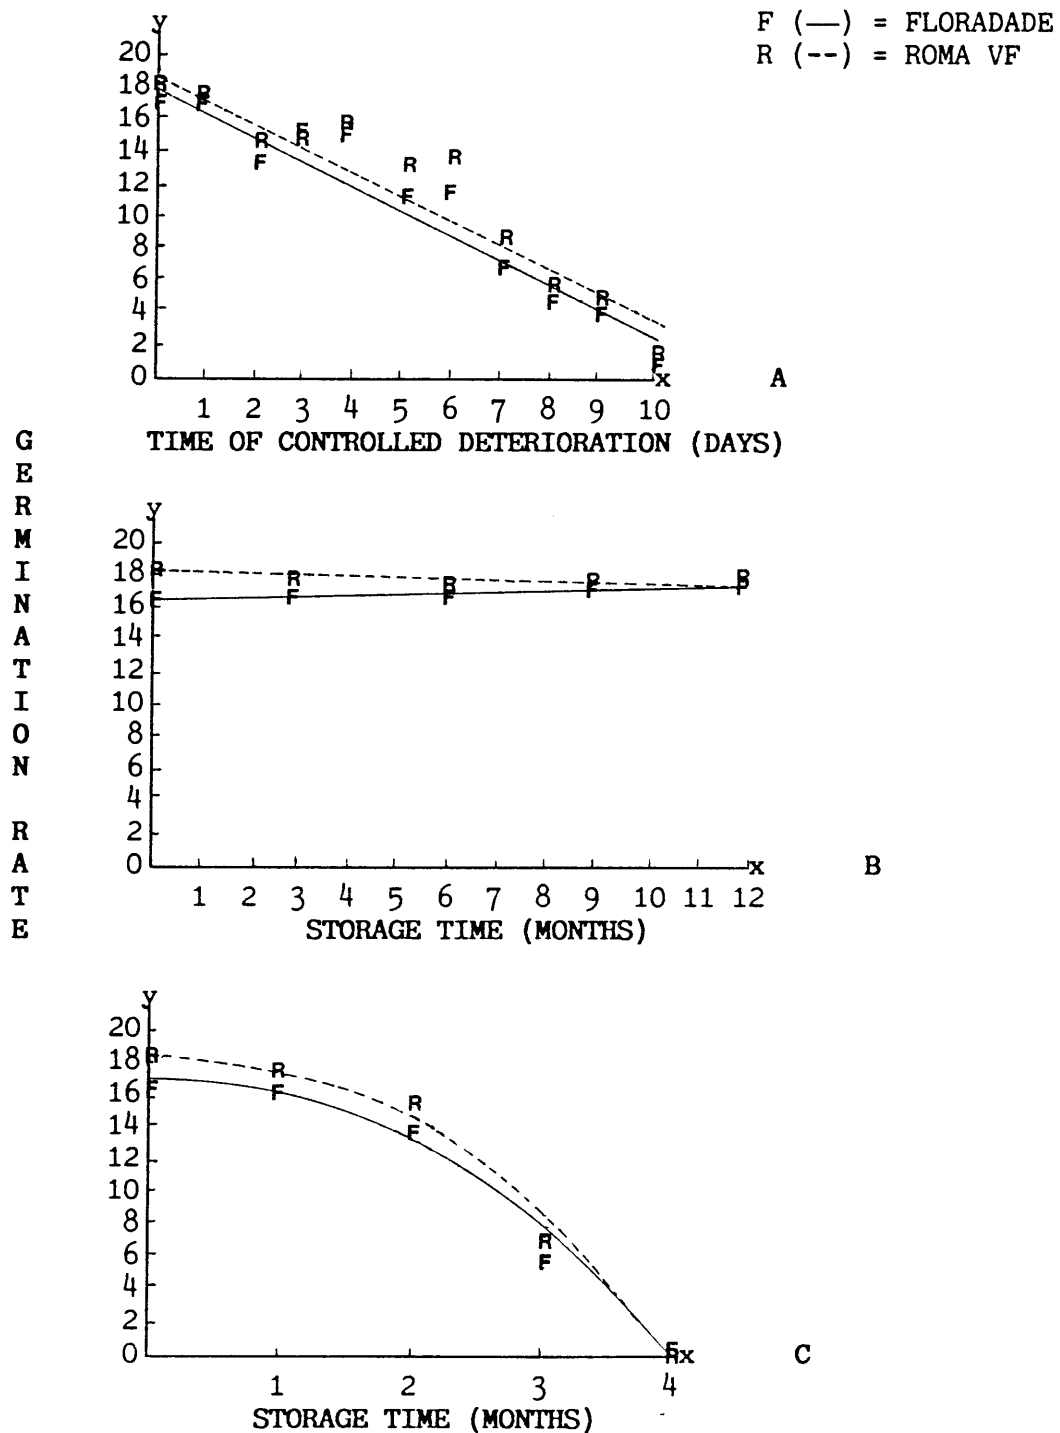 F (—) = FLORADADE
R (--) = ROMA VF
GERMINATION RATE
y
20
18
16
14
12
10
8
6
4
2
0
R
F
R
F
R
F
F
R
R
F
R
F
R
F
R
F
R
F
R
F
R
F
x
A
1 2 3 4 5 6 7 8 9 10
TIME OF CONTROLLED DETERIORATION (DAYS)
y
20
18
16
14
12
10
8
6
4
2
0
R
F
R
F
R
F
R
F
R
F
x
B
1 2 3 4 5 6 7 8 9 10 11 12
STORAGE TIME (MONTHS)
y
20
18
16
14
12
10
8
6
4
2
0
R
F
R
F
R
F
R
F
F
R
x
C
1 2 3 4
STORAGE TIME (MONTHS)